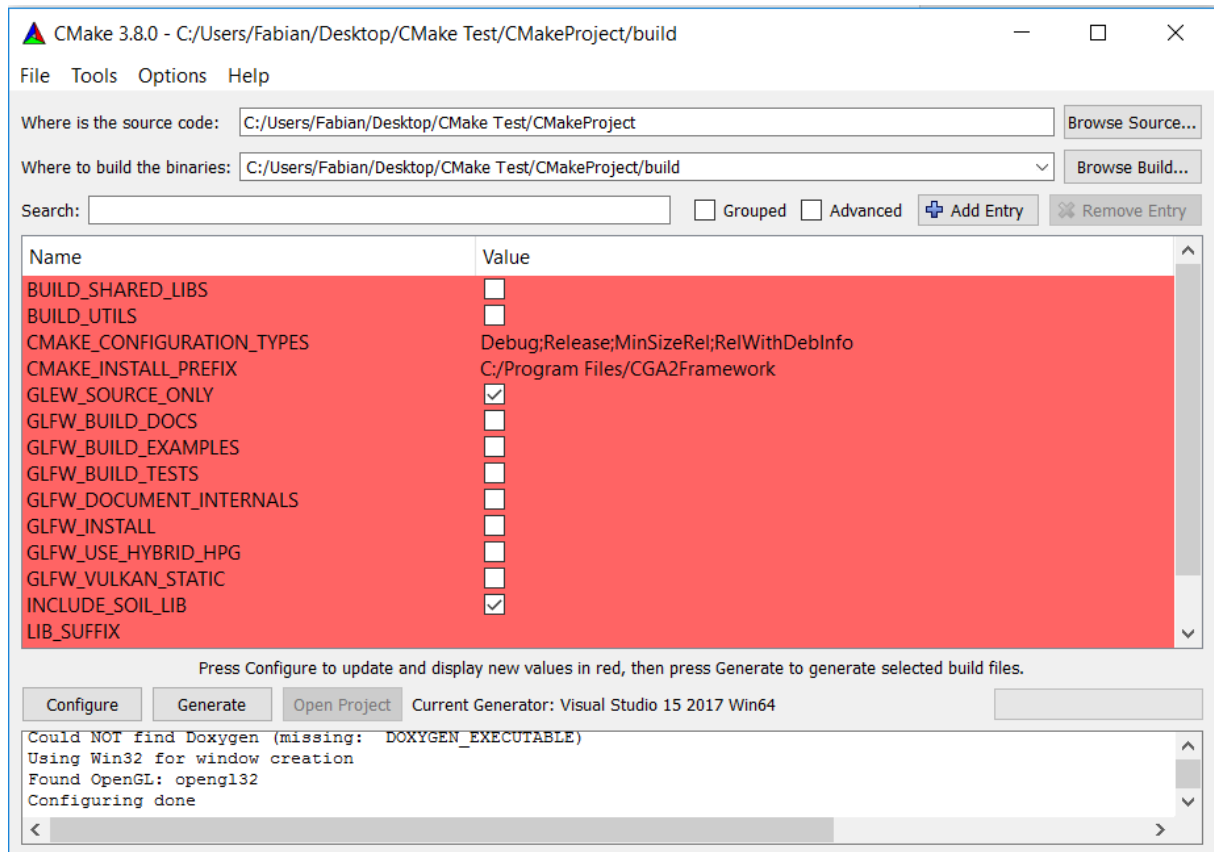 CMake 3.8.0 - C:/Users/Fabian/Desktop/CMake Test/CMakeProject/build
File Tools Options Help
Where is the source code: C:/Users/Fabian/Desktop/CMake Test/CMakeProject Browse Source...
Where to build the binaries: C:/Users/Fabian/Desktop/CMake Test/CMakeProject/build Browse Build...
Search: Grouped Advanced Add Entry Remove Entry
Name Value
BUILD_SHARED_LIBS
BUILD_UTILS
CMAKE_CONFIGURATION_TYPES Debug;Release;MinSizeRel;RelWithDebInfo
CMAKE_INSTALL_PREFIX C:/Program Files/CGA2Framework
GLEW_SOURCE_ONLY
GLFW_BUILD_DOCS
GLFW_BUILD_EXAMPLES
GLFW_BUILD_TESTS
GLFW_DOCUMENT_INTERNALS
GLFW_INSTALL
GLFW_USE_HYBRID_HPG
GLFW_VULKAN_STATIC
INCLUDE_SOIL_LIB
LIB_SUFFIX
Press Configure to update and display new values in red, then press Generate to generate selected build files.
Configure Generate Open Project Current Generator: Visual Studio 15 2017 Win64
Could NOT find Doxygen (missing: DOXYGEN_EXECUTABLE)
Using Win32 for window creation
Found OpenGL: opengl32
Configuring done